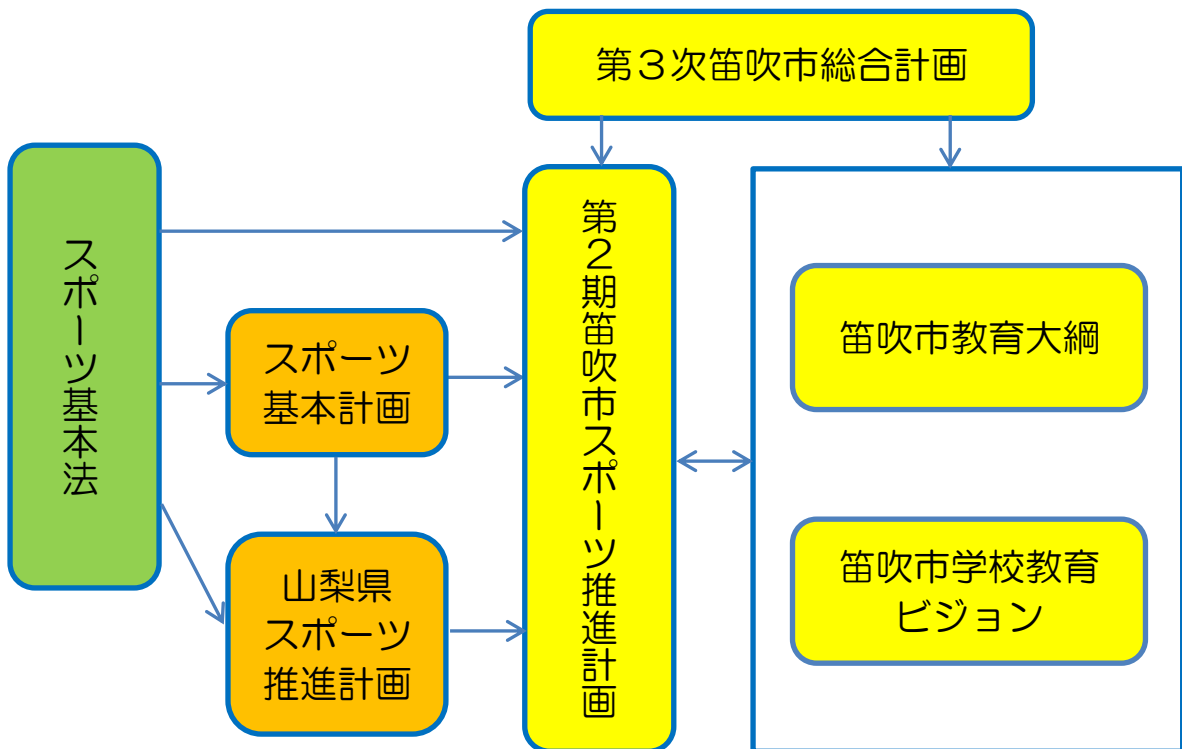 第３次笛吹市総合計画
スポーツ基本法
スポーツ
基本計画
山梨県
スポーツ
推進計画
第２期笛吹市スポーツ推進計画
笛吹市教育大綱
笛吹市学校教育
ビジョン